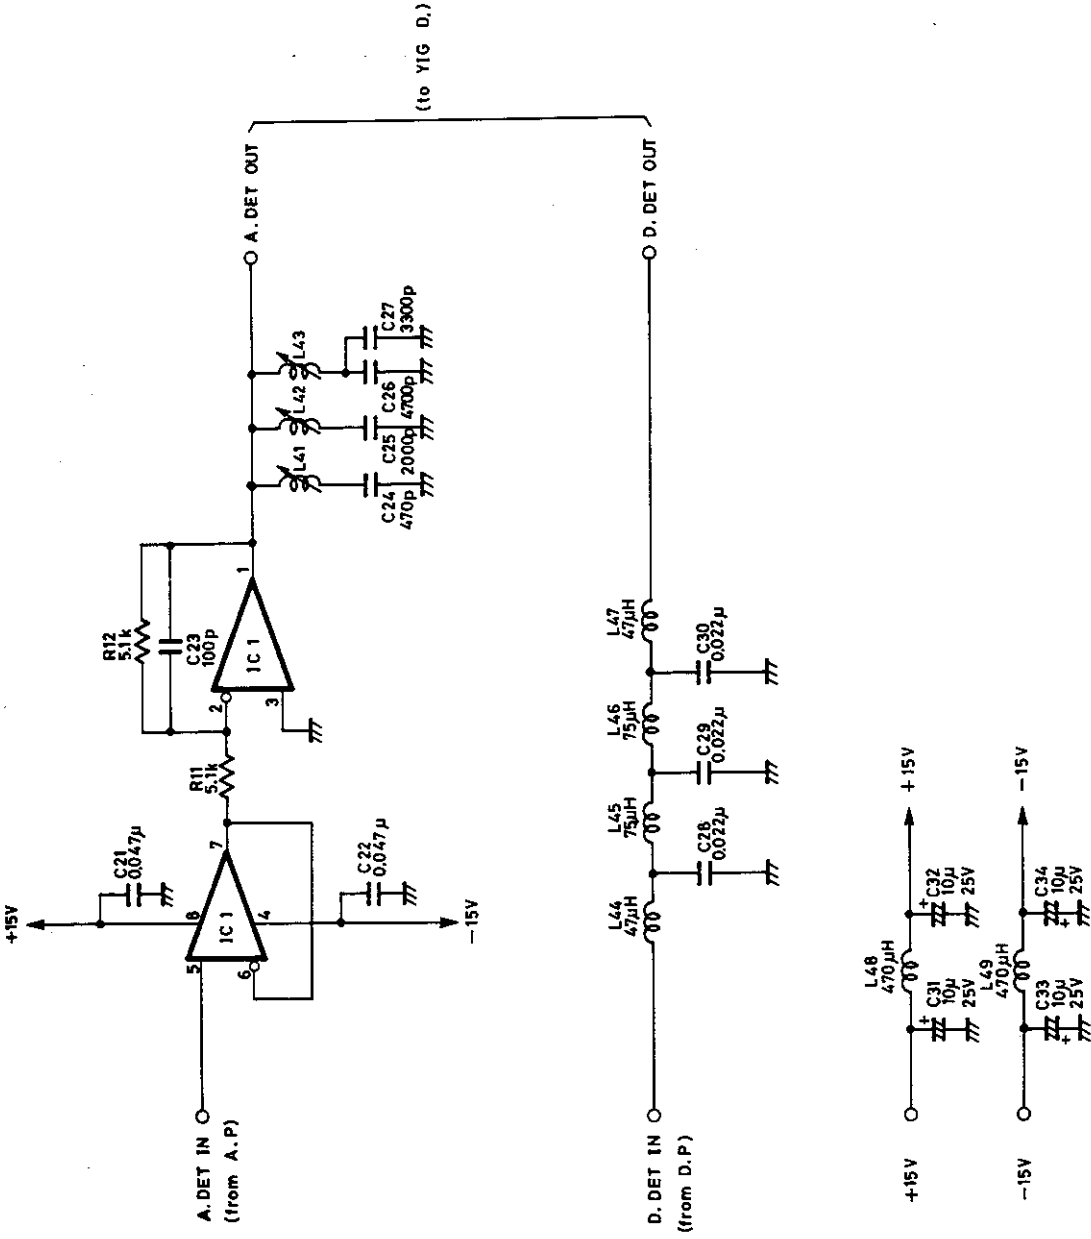 (to YIG D.)
A. DET OUT
D. DET OUT
R12
5.1k
C23
100p
IC 1
1
2
3
R11
5.1k
L41
L42
L43
C24
470p
C25
2000p
C26
4700p
C27
3300p
+15V
C21
0.047µ
8
7
IC 1
5
6
4
C22
0.047µ
-15V
A. DET IN
(from A. P)
L44
47µH
L45
75µH
L46
75µH
L47
47µH
C28
0.022µ
C29
0.022µ
C30
0.022µ
D. DET IN
(from D. P)
+15V
L48
470µH
+
C31
10µ
25V
+
C32
10µ
25V
+15V
-15V
L49
470µH
C33
10µ
+
25V
C34
10µ
+
25V
-15V